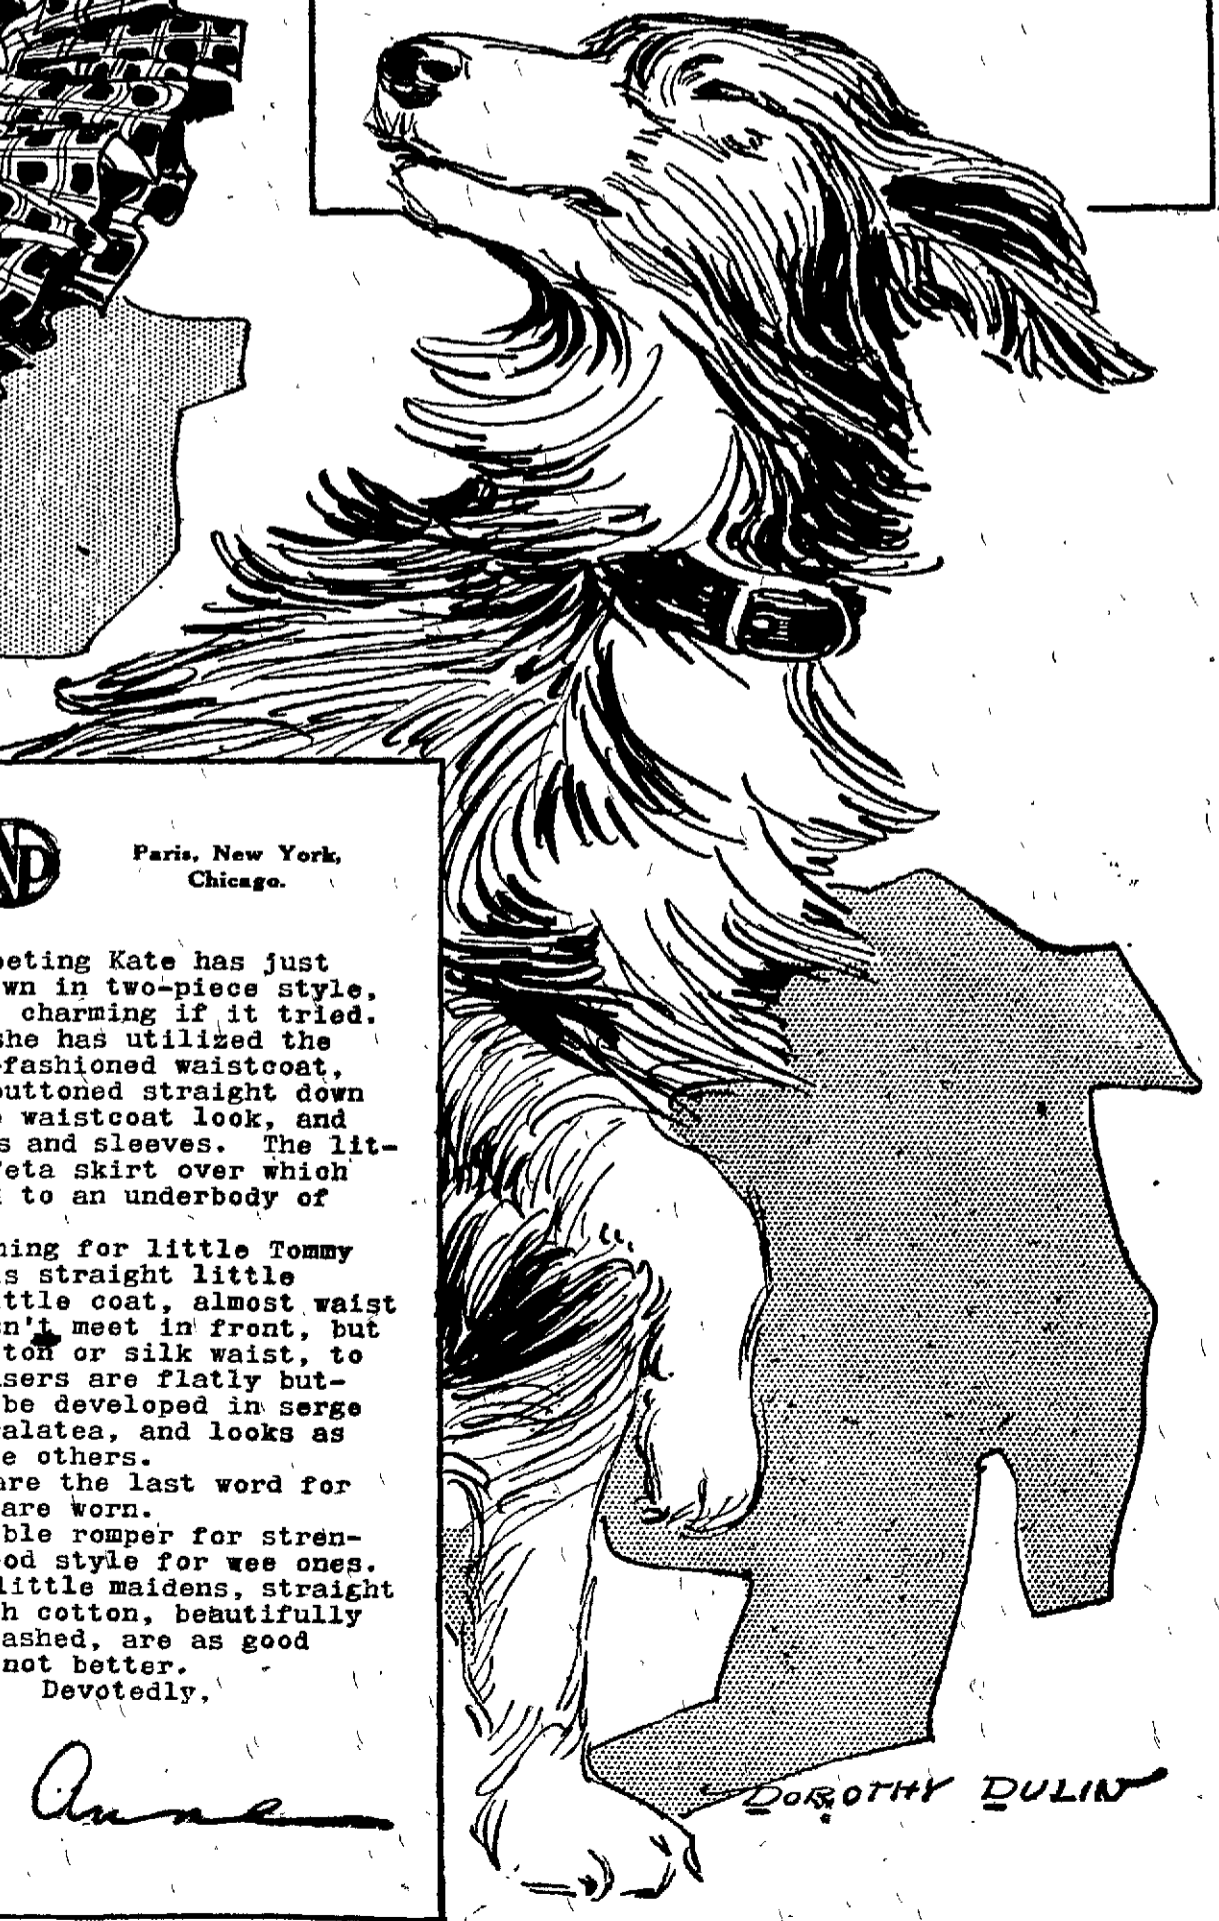 Paris, New York,
Chicago.
eting Kate has just
wn in two-piece style,
charming if it tried.
she has utilized the
-fashioned waistcoat,
buttoned straight down
waistcoat look, and
s and sleeves. The lit-
feta skirt over which
to an underbody of
ning for little Tommy
s straight little
ttle coat, almost waist
sn't meet in front, but
ton or silk waist, to
sers are flatly but-
be developed in serge
alatea, and looks as
e others.
are the last word for
are worn.
ble romper for stren-
od style for wee ones.
little maidens, straight
h cotton, beautifully
ashed, are as good
not better.
Devotedly,
Anne
DOROTHY DULIN